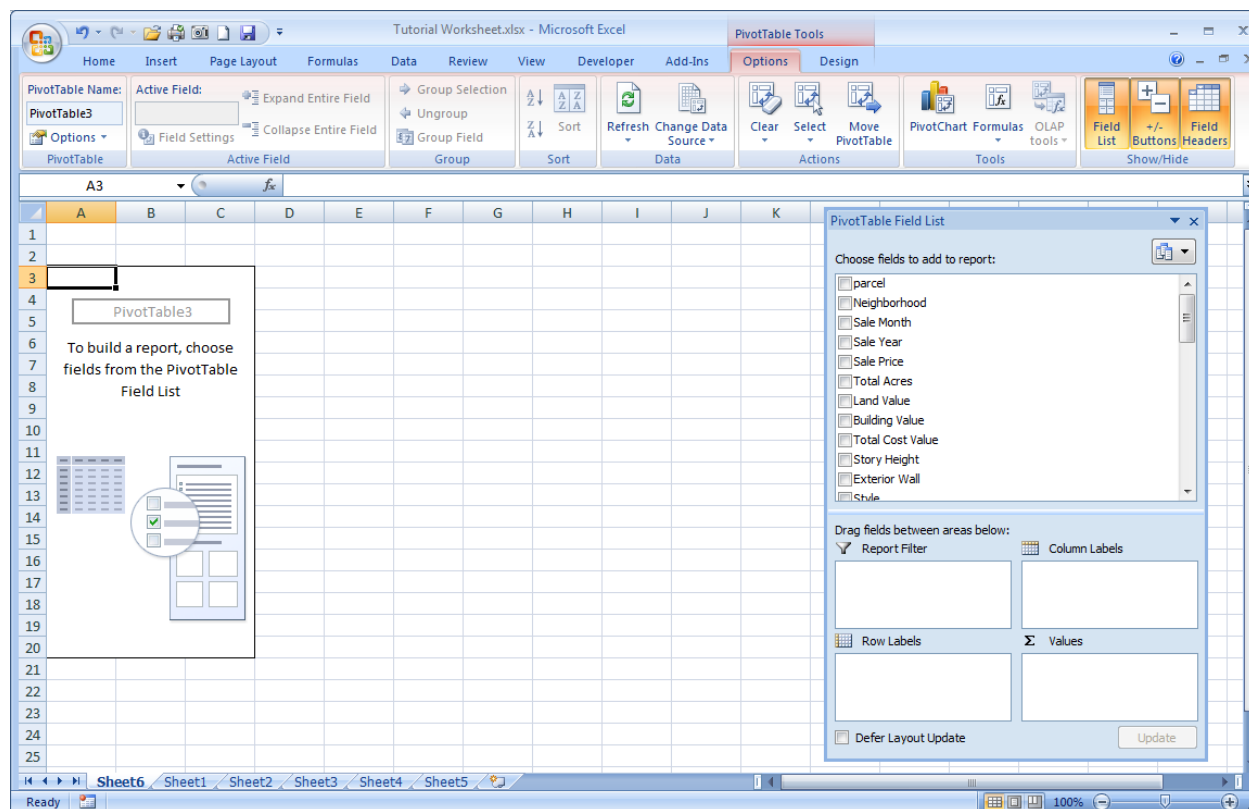 Tutorial Worksheet.xlsx - Microsoft Excel
PivotTable Tools
Home Insert Page Layout Formulas Data Review View Developer Add-Ins Options Design
PivotTable Name:
PivotTable3
Options
PivotTable
Active Field:
Field Settings
Expand Entire Field
Collapse Entire Field
Active Field
Group Selection
Ungroup
Group Field
Group
Sort
Sort
Refresh
Change Data Source
Data
Clear
Select
Move PivotTable
Actions
PivotChart
Formulas
OLAP tools
Tools
Field List
+/- Buttons
Field Headers
Show/Hide
A3
fx
A B C D E F G H I J K
1
2
3
4
5
6
7
8
9
10
11
12
13
14
15
16
17
18
19
20
21
22
23
24
25
PivotTable3
To build a report, choose
fields from the PivotTable
Field List
PivotTable Field List
Choose fields to add to report:
parcel
Neighborhood
Sale Month
Sale Year
Sale Price
Total Acres
Land Value
Building Value
Total Cost Value
Story Height
Exterior Wall
Style
Drag fields between areas below:
Report Filter
Column Labels
Row Labels
Σ Values
Defer Layout Update
Update
Sheet6 Sheet1 Sheet2 Sheet3 Sheet4 Sheet5
Ready
100%